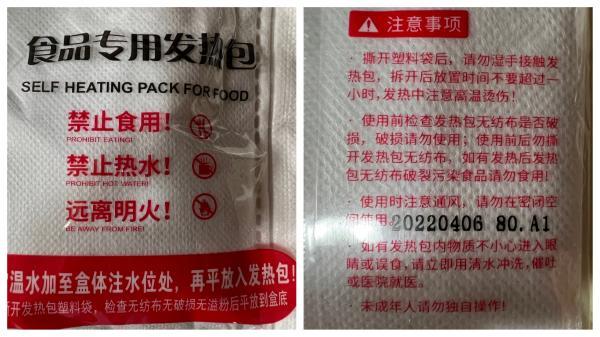 食品专用发热包
SELF HEATING PACK FOR FOOD
禁止食用！
PROHIBIT EATING!
禁止热水！
PROHIBIT HOT WATER!
远离明火！
BE AWAY FROM FIRE!
温水加至盒体注水位处，再平放入发热包！
开发热包塑料袋，检查无纺布无破损无溢粉后平放到盒底
注意事项
· 撕开塑料袋后，请勿湿手接触发
热包，拆开后放置时间不要超过一
小时，发热中注意高温烫伤！
· 使用前检查发热包无纺布是否破
损，破损请勿使用；使用前后勿撕
开发热包无纺布，如有发热后发热
包无纺布破裂污染食品请勿食用！
· 使用时注意通风，请勿在密闭空
间使用。
20220406 80.A1
· 如有发热包内物质不小心进入眼
睛或误食，请立即用清水冲洗，催吐
或医院就医。
· 未成年人请勿独自操作！